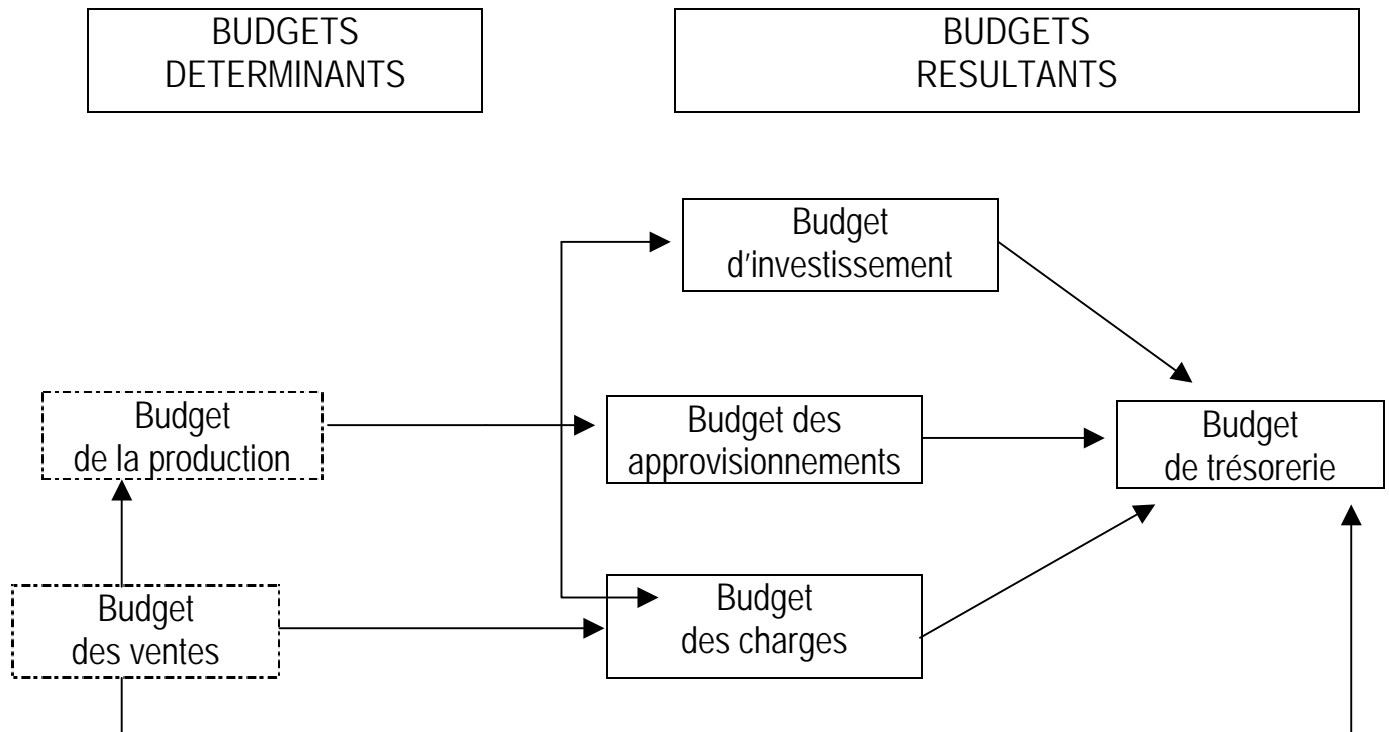 BUDGETS
DETERMINANTS
BUDGETS
RESULTANTS
Budget
d'investissement
Budget
de la production
Budget des
approvisionnements
Budget
de trésorerie
Budget
des ventes
Budget
des charges